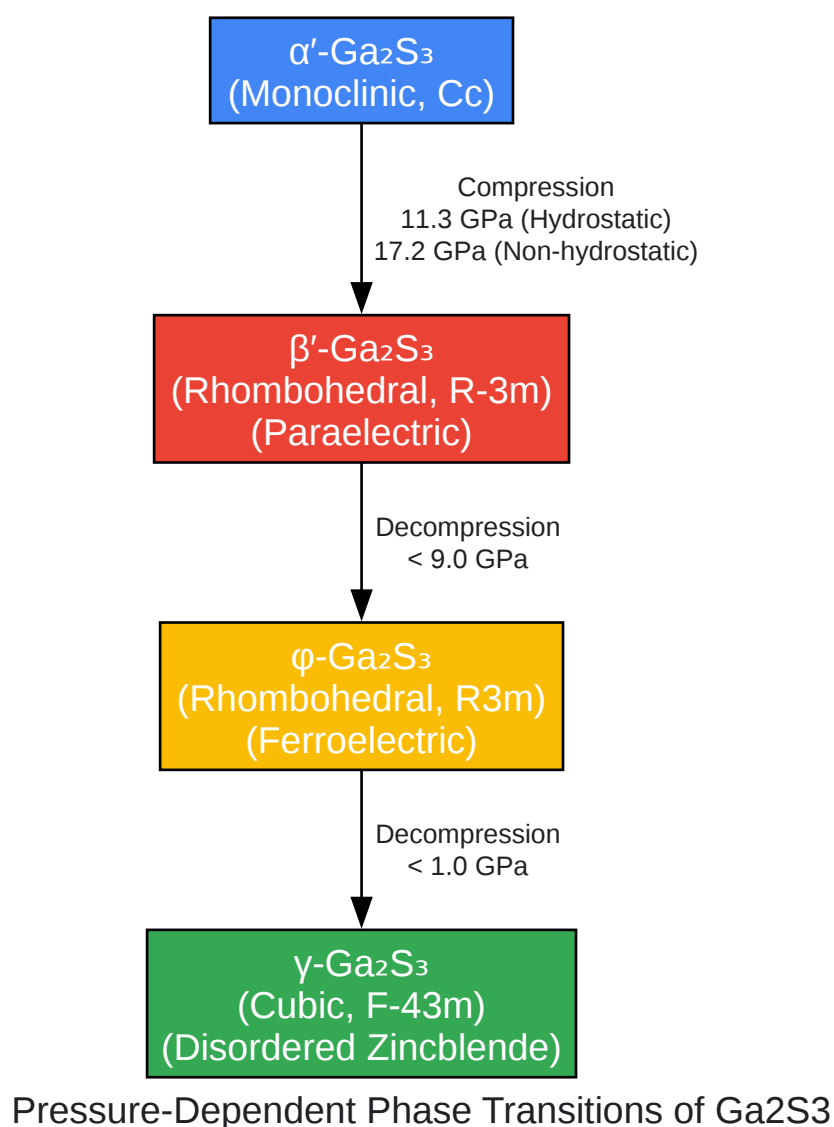 α′-Ga₂S₃
(Monoclinic, Cc)
Compression
11.3 GPa (Hydrostatic)
17.2 GPa (Non-hydrostatic)
β′-Ga₂S₃
(Rhombohedral, R-3m)
(Paraelectric)
Decompression
< 9.0 GPa
φ-Ga₂S₃
(Rhombohedral, R3m)
(Ferroelectric)
Decompression
< 1.0 GPa
γ-Ga₂S₃
(Cubic, F-43m)
(Disordered Zincblende)
Pressure-Dependent Phase Transitions of Ga2S3